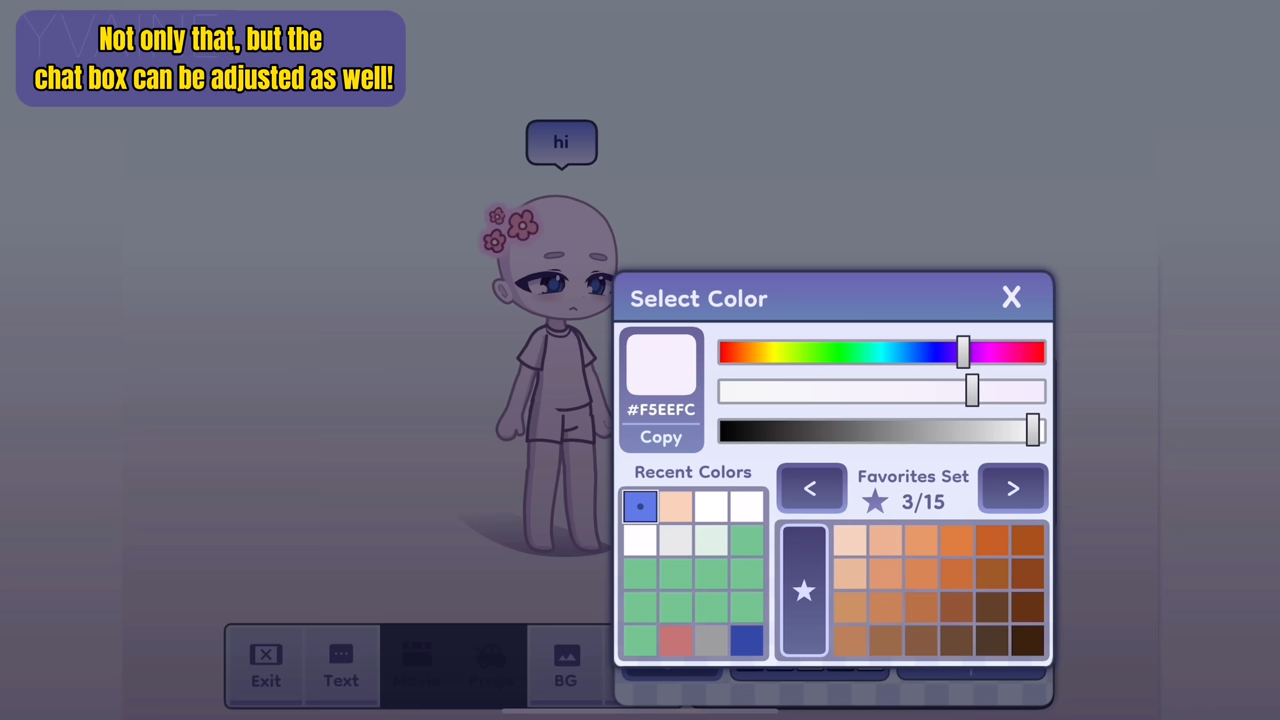 YVAINE
Not only that, but the
chat box can be adjusted as well!
hi
Select Color
X
#F5EEFC
Copy
Recent Colors
<
Favorites Set
3/15
>
Exit
Text
BG